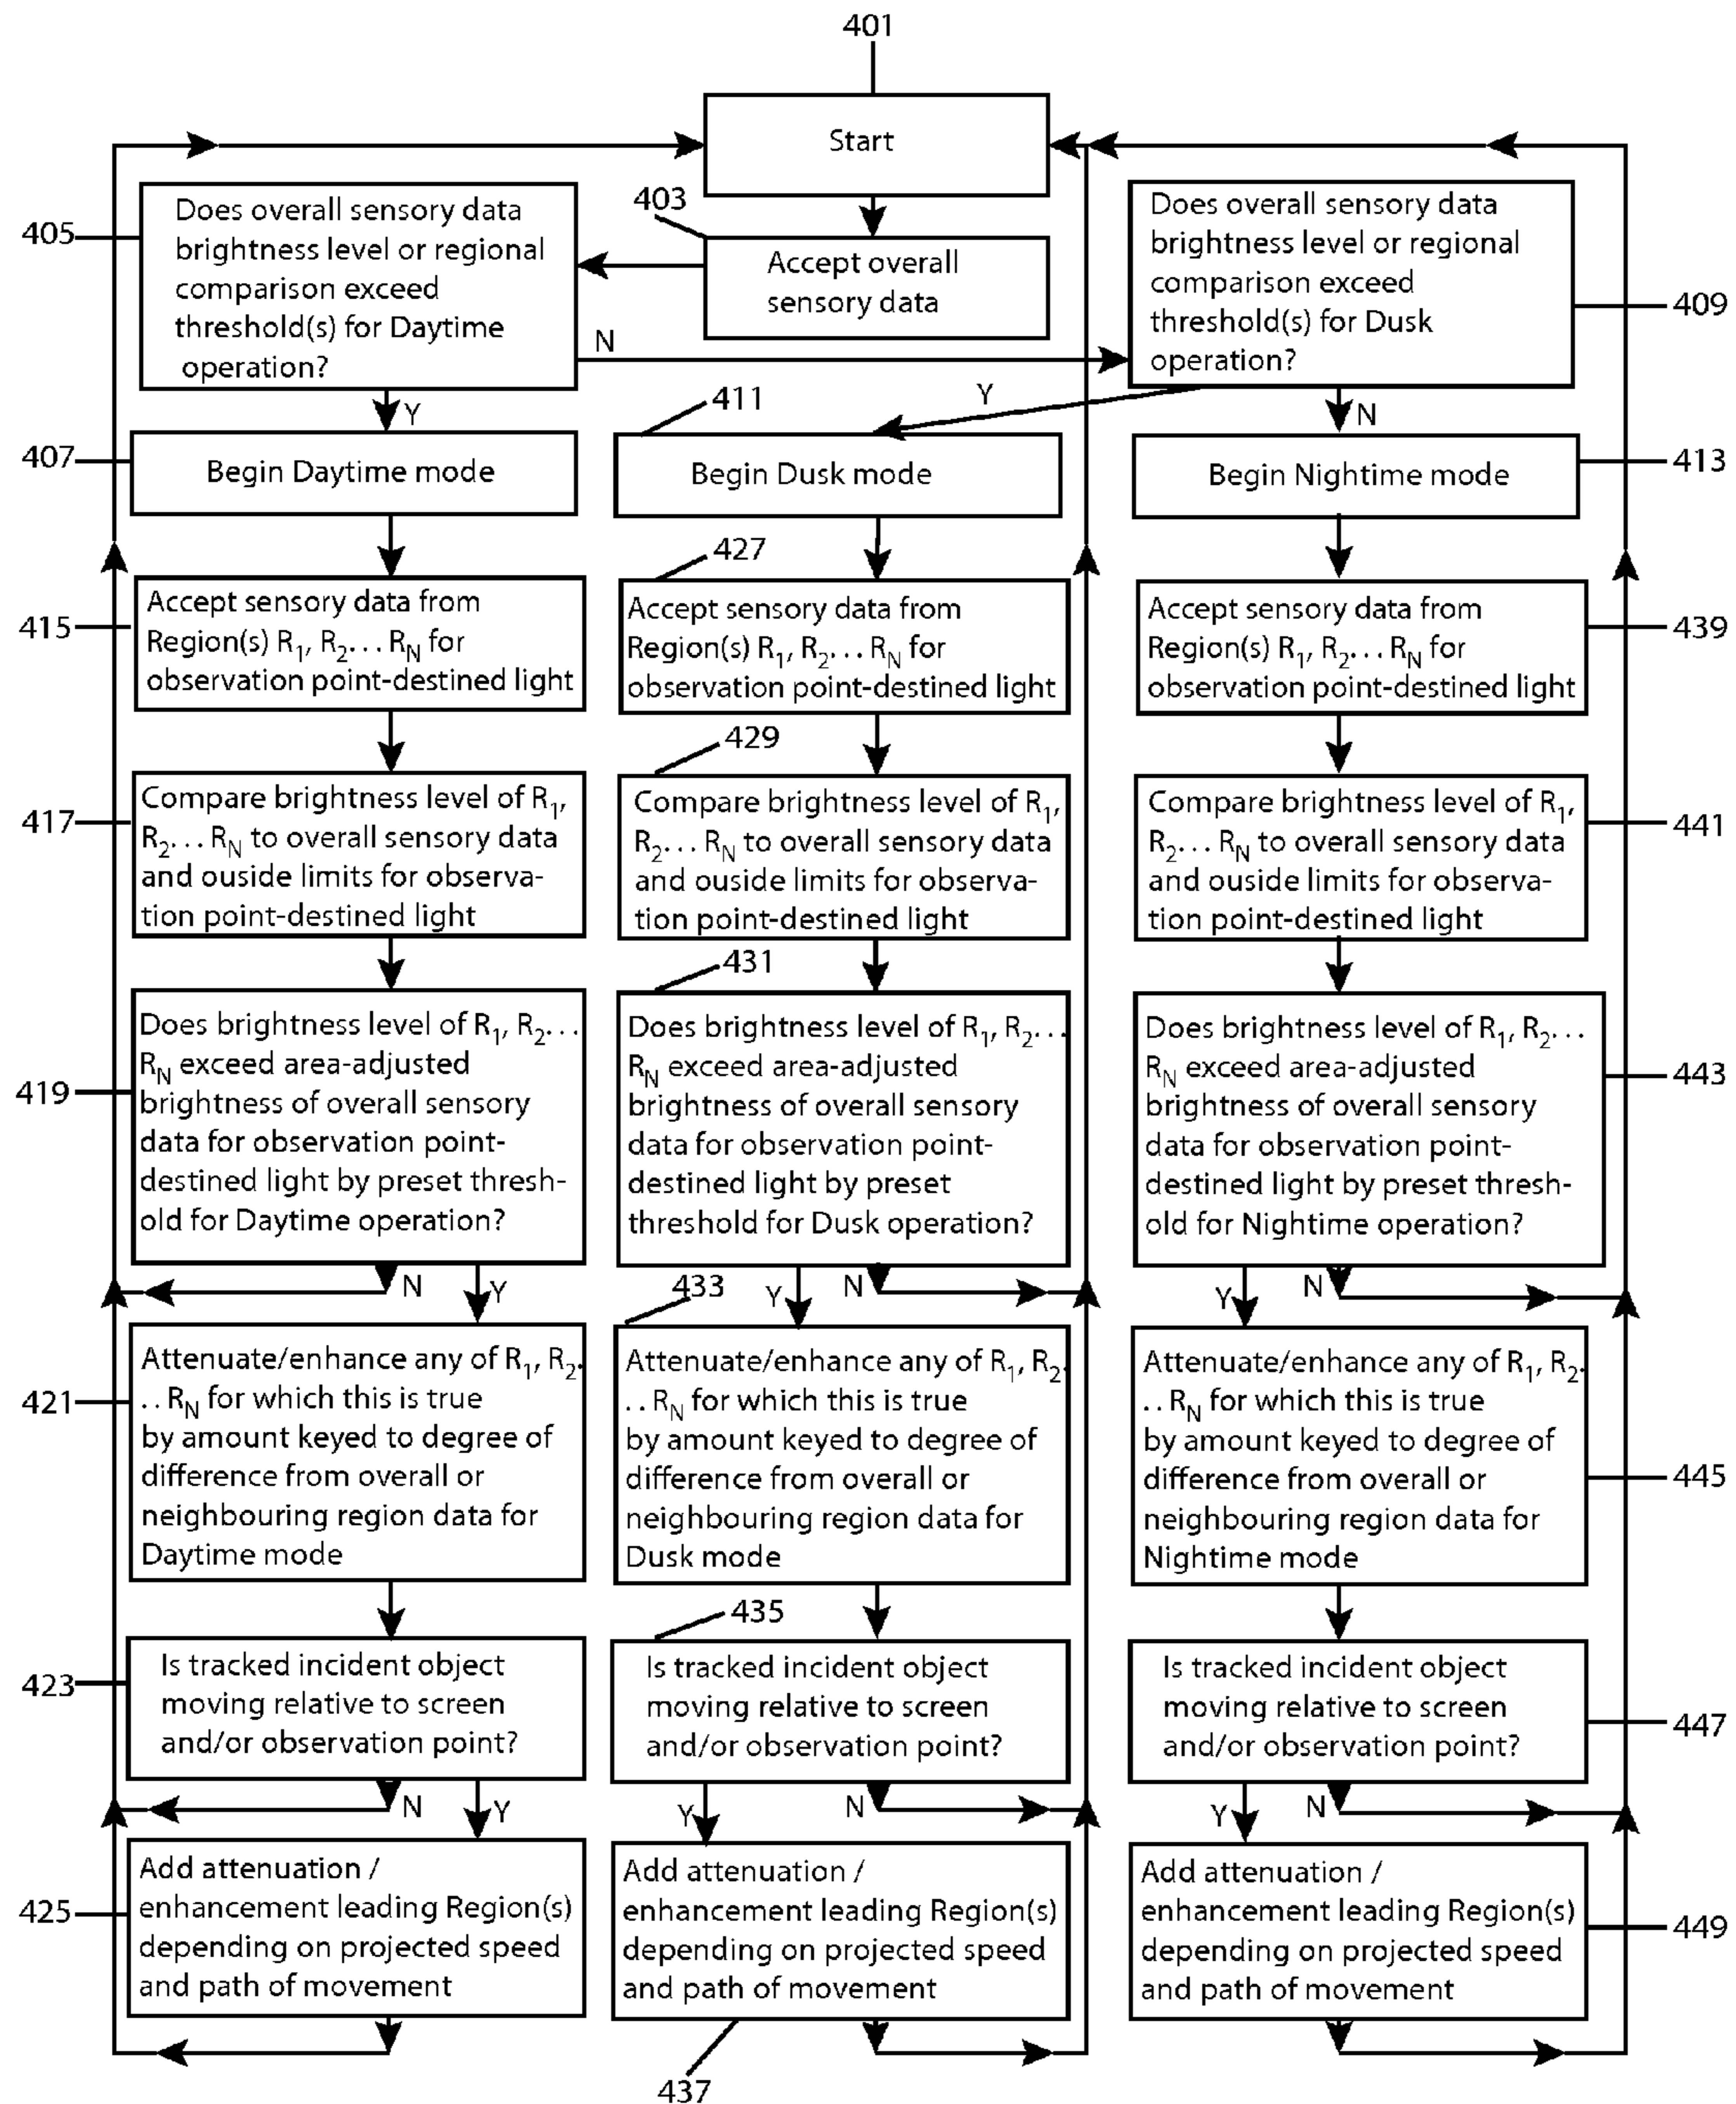 401
Start
403
Accept overall
sensory data
405
Does overall sensory data
brightness level or regional
comparison exceed
threshold(s) for Daytime
operation?
N
Y
Does overall sensory data
brightness level or regional
comparison exceed
threshold(s) for Dusk
operation?
409
Y
N
407
Begin Daytime mode
411
Begin Dusk mode
Begin Nightime mode
413
415
Accept sensory data from
Region(s) R1, R2... RN for
observation point-destined light
417
Compare brightness level of R1,
R2... RN to overall sensory data
and ouside limits for observa-
tion point-destined light
419
Does brightness level of R1, R2...
RN exceed area-adjusted
brightness of overall sensory
data for observation point-
destined light by preset thresh-
old for Daytime operation?
N
Y
421
Attenuate/enhance any of R1, R2.
.. RN for which this is true
by amount keyed to degree of
difference from overall or
neighbouring region data for
Daytime mode
423
Is tracked incident object
moving relative to screen
and/or observation point?
N
Y
425
Add attenuation /
enhancement leading Region(s)
depending on projected speed
and path of movement
427
Accept sensory data from
Region(s) R1, R2... RN for
observation point-destined light
429
Compare brightness level of R1,
R2... RN to overall sensory data
and ouside limits for observa-
tion point-destined light
431
Does brightness level of R1, R2...
RN exceed area-adjusted
brightness of overall sensory
data for observation point-
destined light by preset
threshold for Dusk operation?
433
Y
N
Attenuate/enhance any of R1, R2.
.. RN for which this is true
by amount keyed to degree of
difference from overall or
neighbouring region data for
Dusk mode
435
Is tracked incident object
moving relative to screen
and/or observation point?
Y
N
Add attenuation /
enhancement leading Region(s)
depending on projected speed
and path of movement
437
Accept sensory data from
Region(s) R1, R2... RN for
observation point-destined light
439
Compare brightness level of R1,
R2... RN to overall sensory data
and ouside limits for observa-
tion point-destined light
441
Does brightness level of R1, R2...
RN exceed area-adjusted
brightness of overall sensory
data for observation point-
destined light by preset thresh-
old for Nightime operation?
443
Y
N
Attenuate/enhance any of R1, R2.
.. RN for which this is true
by amount keyed to degree of
difference from overall or
neighbouring region data for
Nightime mode
445
Is tracked incident object
moving relative to screen
and/or observation point?
447
Y
N
Add attenuation /
enhancement leading Region(s)
depending on projected speed
and path of movement
449